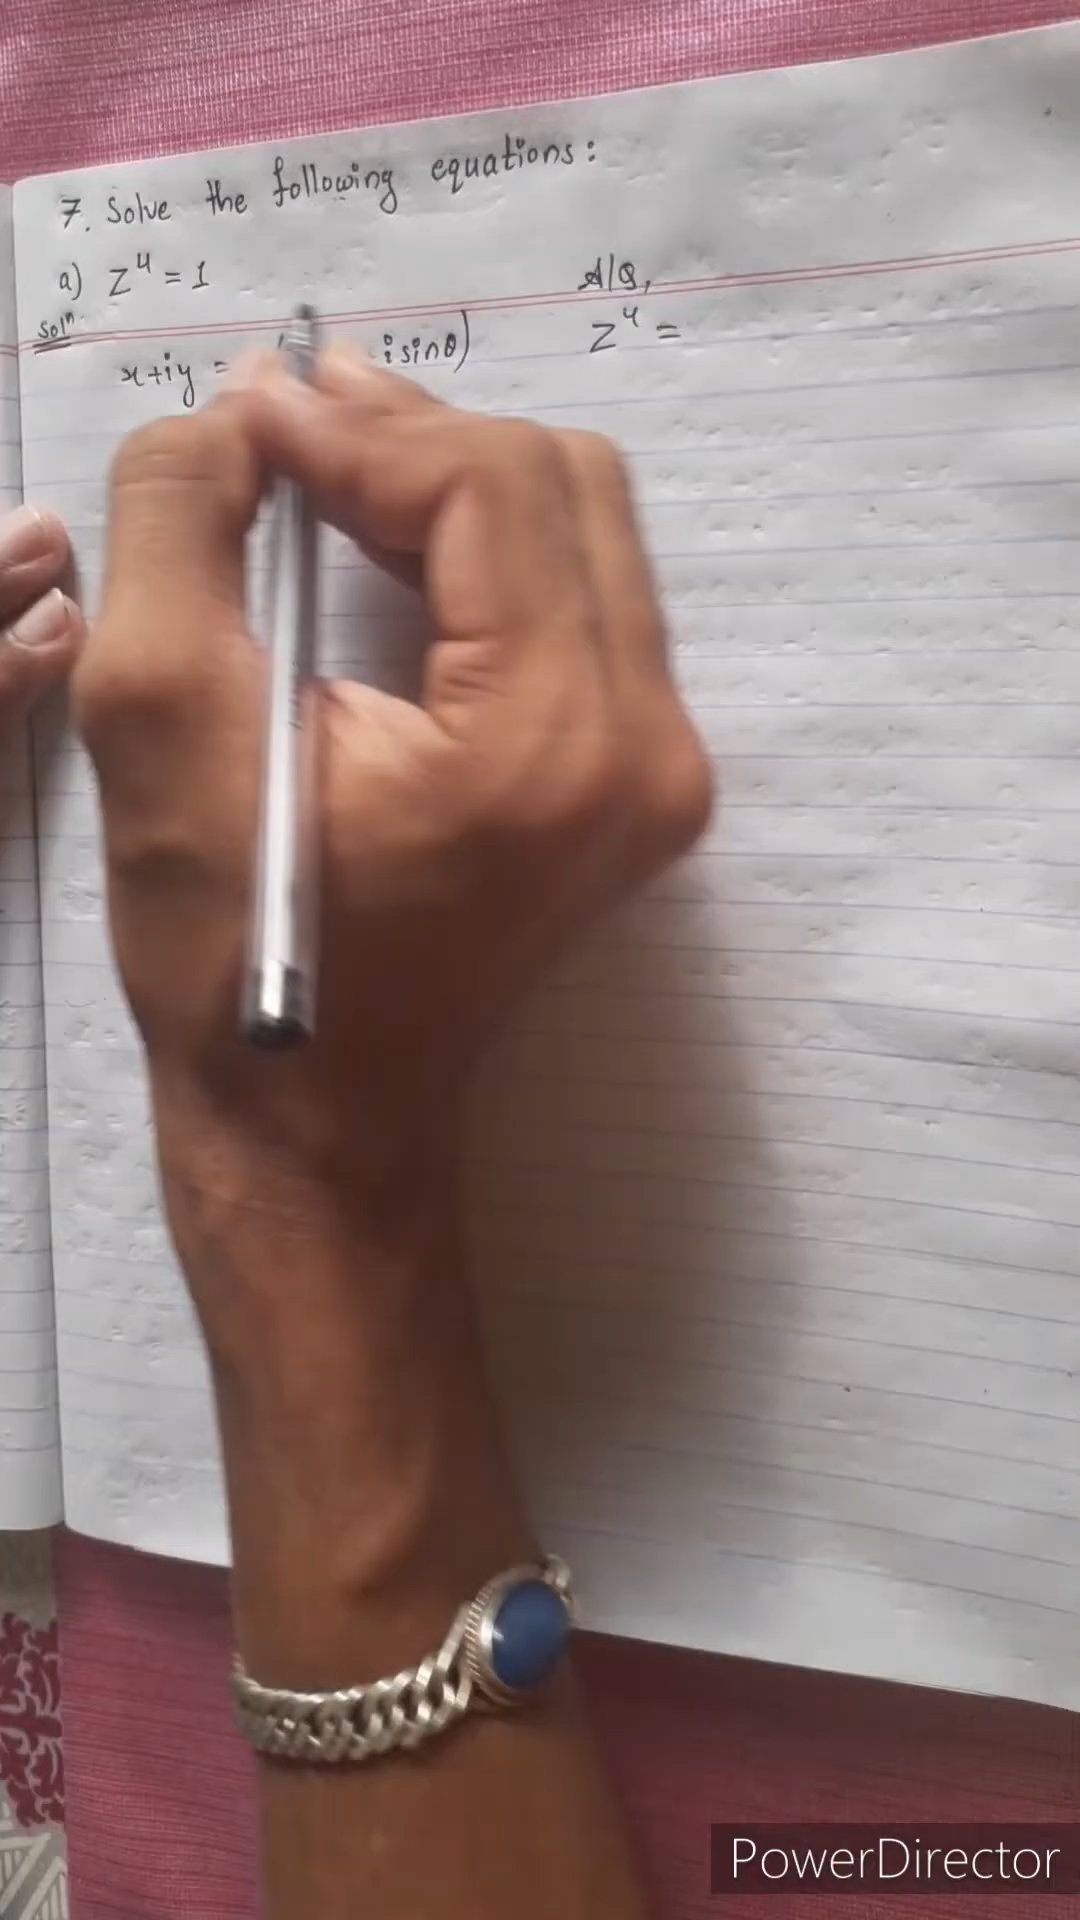 7. Solve the following equations:
a) z⁴ = 1
Solⁿ
x+iy = isinθ)
A/Q,
z⁴ =
PowerDirector